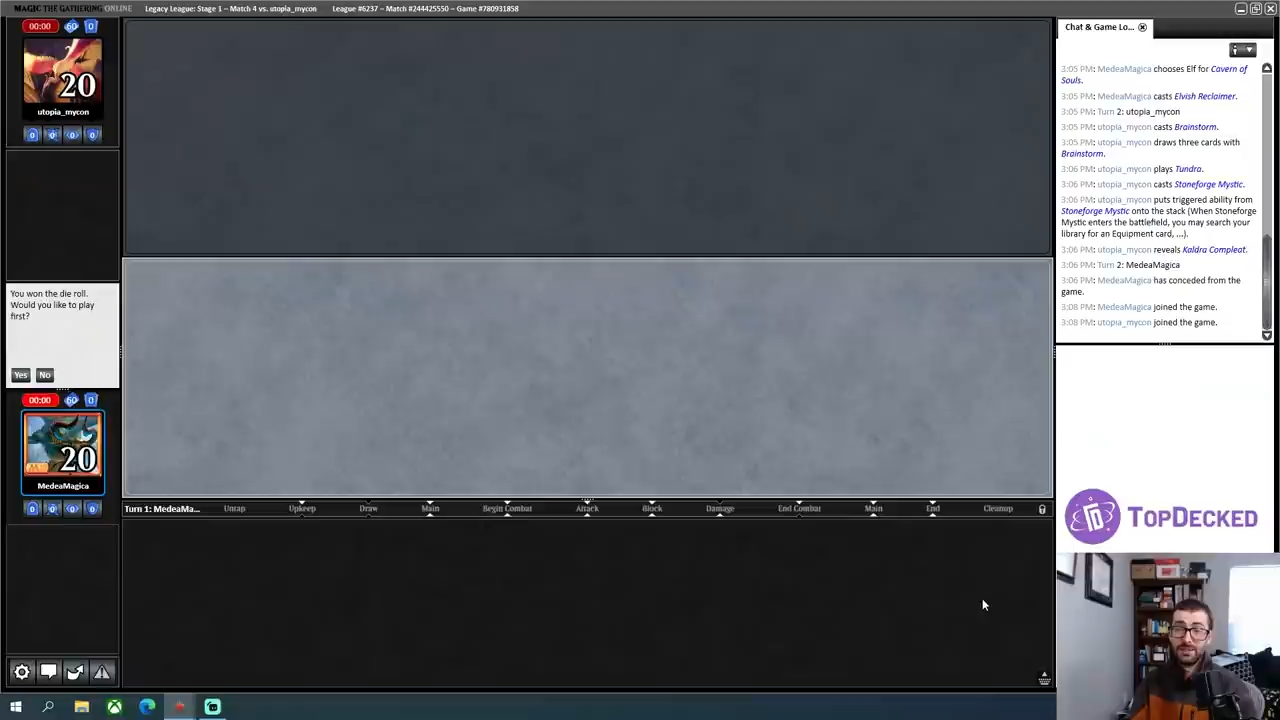 MAGIC THE GATHERING ONLINE
Legacy League: Stage 1 – Match 4 vs. utopia_mycon
League #6237 – Match #244425550 – Game #780931858
00:00 60 0
20
utopia_mycon
0 0 0 0
You won the die roll.
Would you like to play
first?
Yes No
00:00 60 0
20
MedeaMagica
0 0 0 0
Turn 1: MedeaMa... Untap Upkeep Draw Main Begin Combat Attack Block Damage End Combat Main End Cleanup
Chat & Game Lo...
3:05 PM: MedeaMagica chooses Elf for Cavern of
Souls.
3:05 PM: MedeaMagica casts Elvish Reclaimer.
3:05 PM: Turn 2: utopia_mycon
3:05 PM: utopia_mycon casts Brainstorm.
3:05 PM: utopia_mycon draws three cards with
Brainstorm.
3:06 PM: utopia_mycon plays Tundra.
3:06 PM: utopia_mycon casts Stoneforge Mystic.
3:06 PM: utopia_mycon puts triggered ability from
Stoneforge Mystic onto the stack (When Stoneforge
Mystic enters the battlefield, you may search your
library for an Equipment card, ...).
3:06 PM: utopia_mycon reveals Kaldra Compleat.
3:06 PM: Turn 2: MedeaMagica
3:06 PM: MedeaMagica has conceded from the
game.
3:08 PM: MedeaMagica joined the game.
3:08 PM: utopia_mycon joined the game.
TOPDECKED